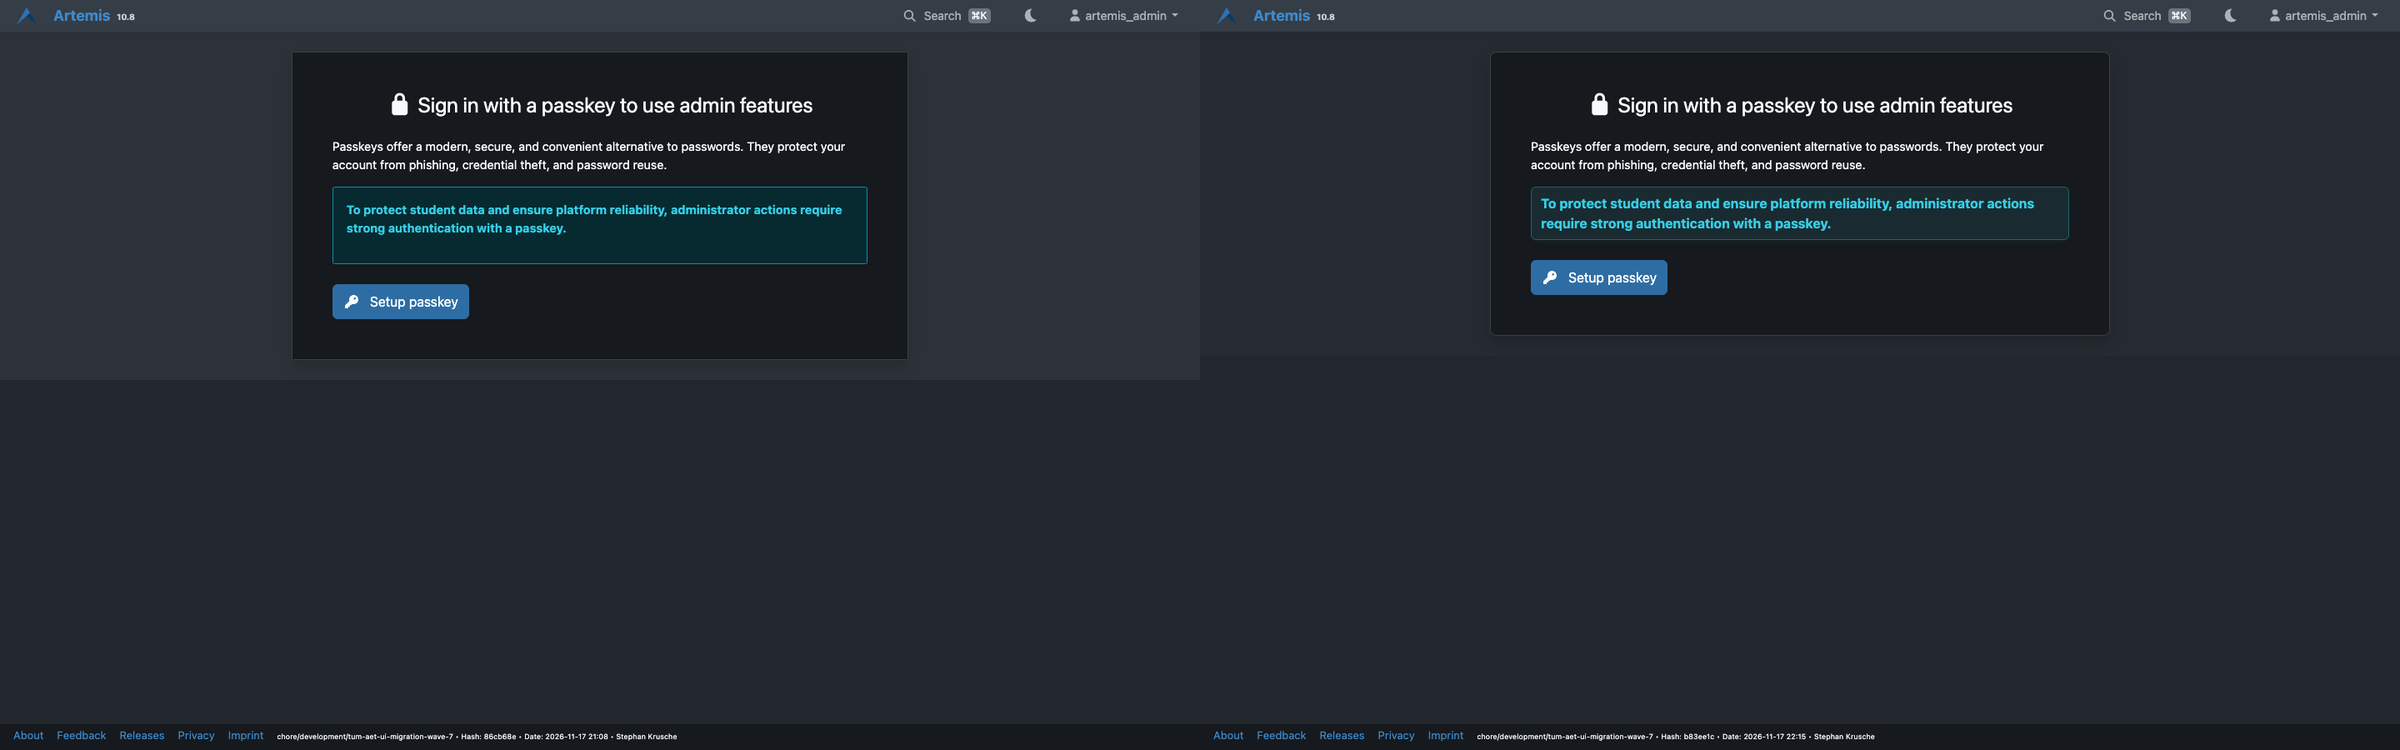 Artemis 10.8
Search ⌘K
artemis_admin
Sign in with a passkey to use admin features
Passkeys offer a modern, secure, and convenient alternative to passwords. They protect your
account from phishing, credential theft, and password reuse.
To protect student data and ensure platform reliability, administrator actions require
strong authentication with a passkey.
Setup passkey
About Feedback Releases Privacy Imprint chore/development/tum-aet-ui-migration-wave-7 • Hash: 86cb68e • Date: 2026-11-17 21:08 • Stephan Krusche
Artemis 10.8
Search ⌘K
artemis_admin
Sign in with a passkey to use admin features
Passkeys offer a modern, secure, and convenient alternative to passwords. They protect your
account from phishing, credential theft, and password reuse.
To protect student data and ensure platform reliability, administrator actions
require strong authentication with a passkey.
Setup passkey
About Feedback Releases Privacy Imprint chore/development/tum-aet-ui-migration-wave-7 • Hash: b83ee1c • Date: 2026-11-17 22:15 • Stephan Krusche